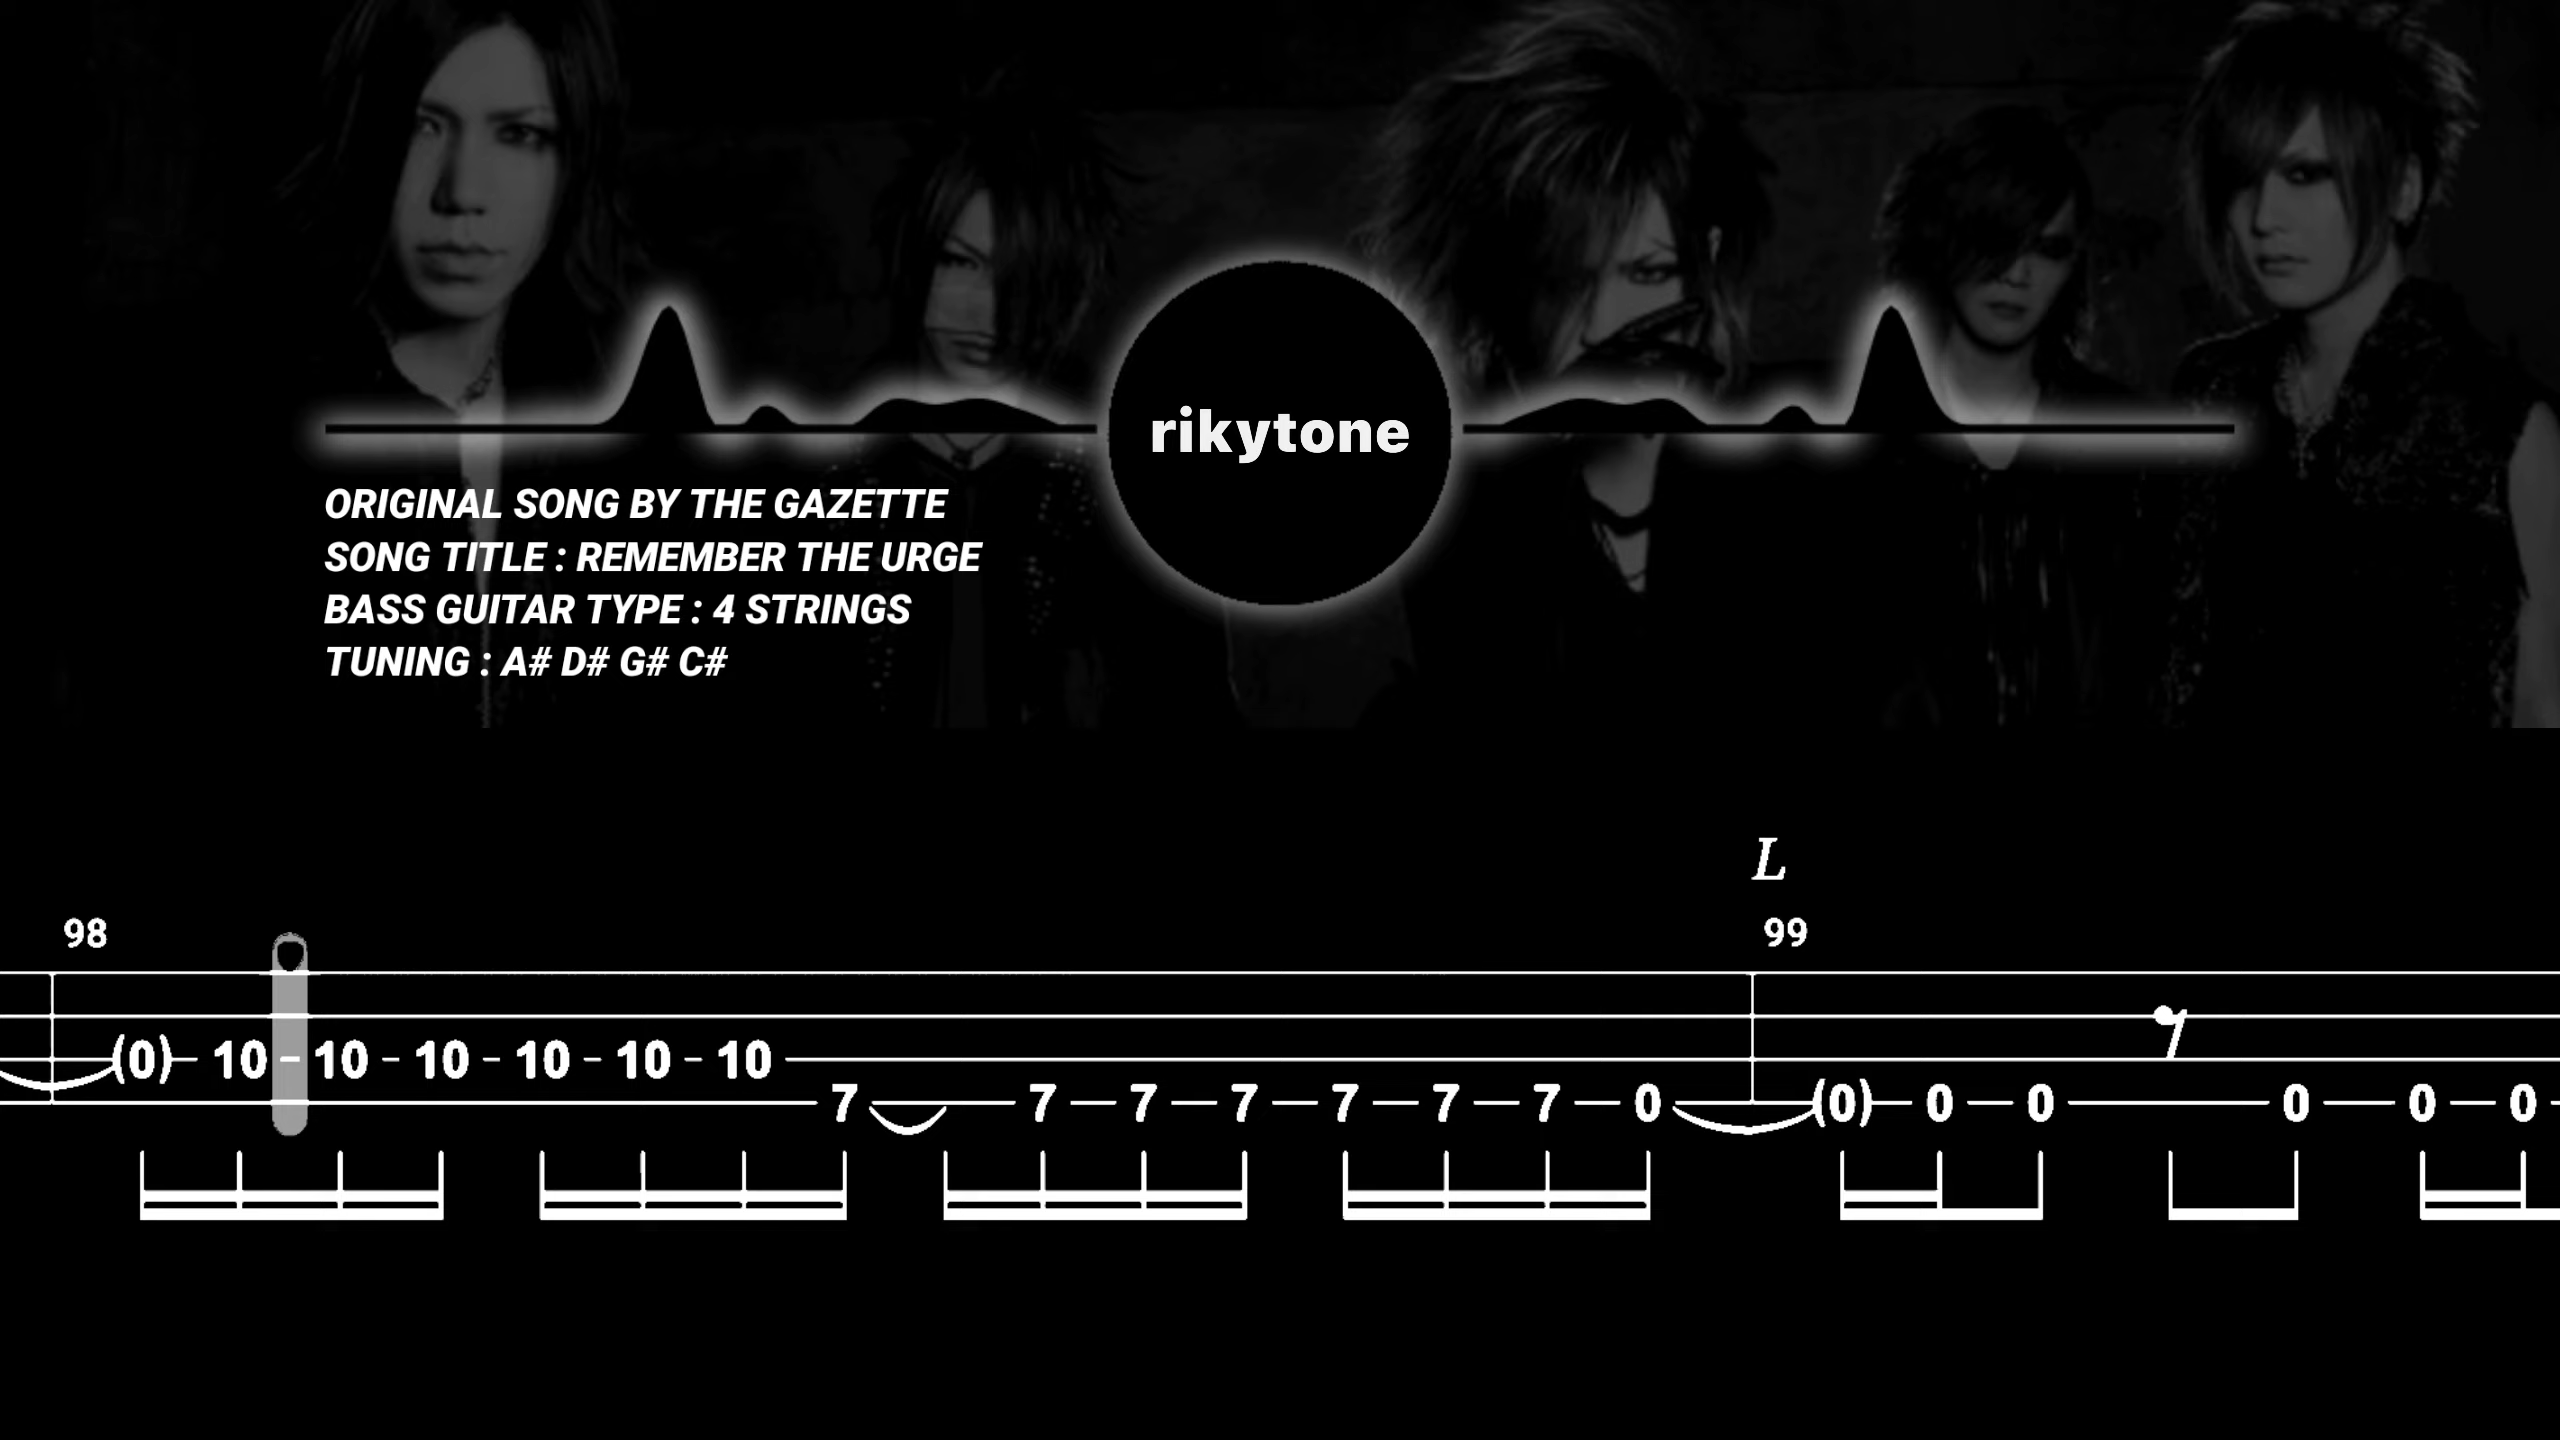 rikytone
ORIGINAL SONG BY THE GAZETTE
SONG TITLE : REMEMBER THE URGE
BASS GUITAR TYPE : 4 STRINGS
TUNING : A# D# G# C#
L
98 99
(0) 10 10 10 10 10 10
7 7 7 7 7 7 7 0 (0) 0 0 0 0 0